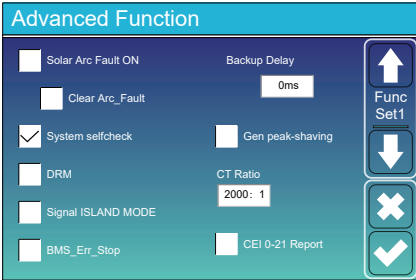 Advanced Function
Solar Arc Fault ON
Backup Delay
0ms
Clear Arc_Fault
Func
Set1
System selfcheck
Gen peak-shaving
DRM
CT Ratio
2000: 1
Signal ISLAND MODE
BMS_Err_Stop
CEI 0-21 Report